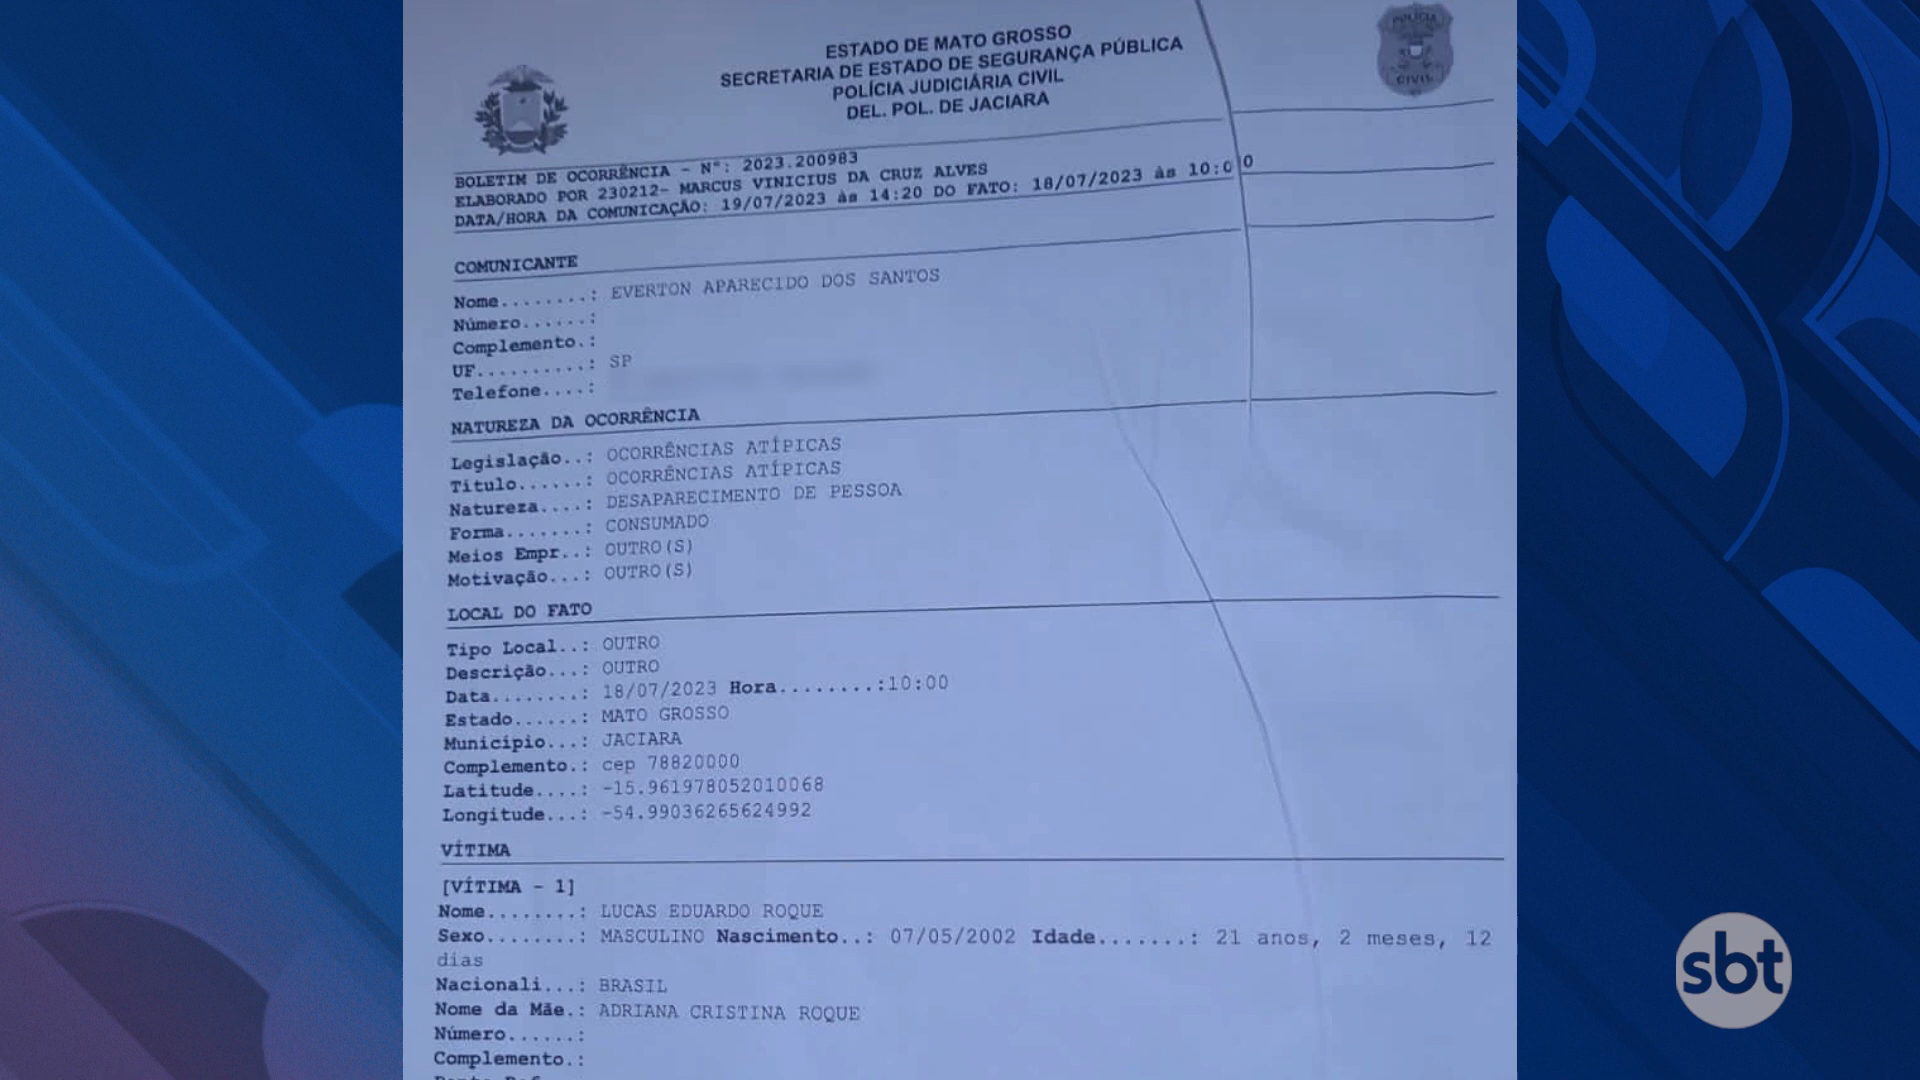 ESTADO DE MATO GROSSO
SECRETARIA DE ESTADO DE SEGURANÇA PÚBLICA
POLÍCIA JUDICIÁRIA CIVIL
DEL. POL. DE JACIARA
POLÍCIA
CIVIL
BOLETIM DE OCORRÊNCIA - N°: 2023.200983
ELABORADO POR 230212- MARCUS VINICIUS DA CRUZ ALVES
DATA/HORA DA COMUNICAÇÃO: 19/07/2023 às 14:20 DO FATO: 18/07/2023 às 10:00
COMUNICANTE
Nome........: EVERTON APARECIDO DOS SANTOS
Número......:
Complemento.:
UF..........: SP
Telefone....:
NATUREZA DA OCORRÊNCIA
Legislação..: OCORRÊNCIAS ATÍPICAS
Título......: OCORRÊNCIAS ATÍPICAS
Natureza....: DESAPARECIMENTO DE PESSOA
Forma.......: CONSUMADO
Meios Empr..: OUTRO(S)
Motivação...: OUTRO(S)
LOCAL DO FATO
Tipo Local..: OUTRO
Descrição...: OUTRO
Data........: 18/07/2023 Hora........:10:00
Estado......: MATO GROSSO
Município...: JACIARA
Complemento.: cep 78820000
Latitude....: -15.961978052010068
Longitude...: -54.99036265624992
VÍTIMA
[VÍTIMA - 1]
Nome........: LUCAS EDUARDO ROQUE
Sexo........: MASCULINO Nascimento..: 07/05/2002 Idade.......: 21 anos, 2 meses, 12
dias
Nacionali...: BRASIL
Nome da Mãe.: ADRIANA CRISTINA ROQUE
Número......:
Complemento.:
sbt